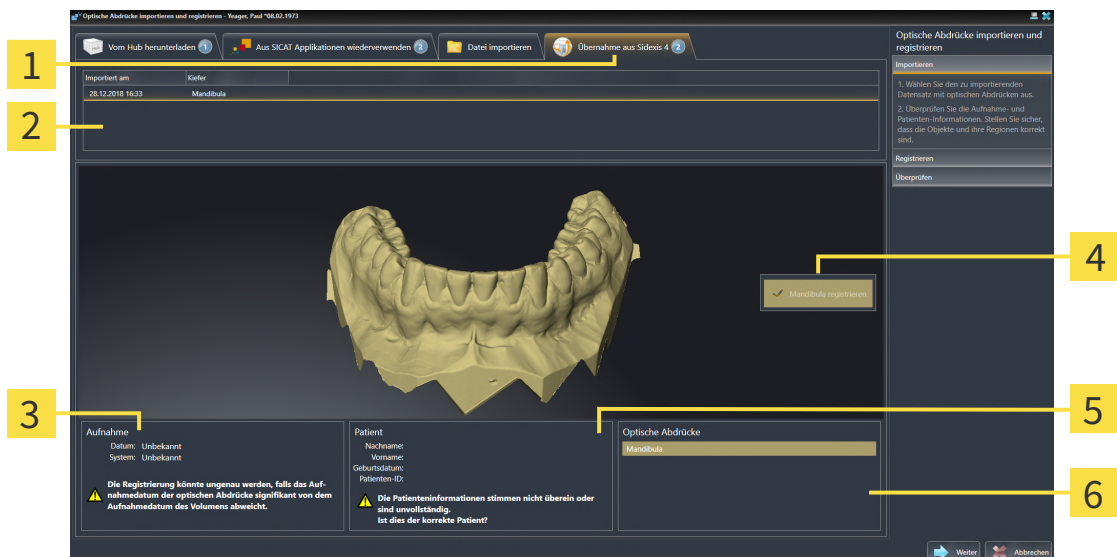 Optische Abdrücke importieren und registrieren - Yeager, Paul *08.02.1973
Vom Hub herunterladen 1
Aus SICAT Applikationen wiederverwenden 2
Datei importieren
Übernahme aus Sidexis 4 2
Importiert am Kiefer
28.12.2018 16:33 Mandibula
Optische Abdrücke importieren und
registrieren
Importieren
1. Wählen Sie den zu importierenden
Datensatz mit optischen Abdrücken aus.
2. Überprüfen Sie die Aufnahme- und
Patienten-Informationen. Stellen Sie sicher,
dass die Objekte und ihre Regionen korrekt
sind.
Registrieren
Überprüfen
Mandibula registrieren
Aufnahme
Datum: Unbekannt
System: Unbekannt
Die Registrierung könnte ungenau werden, falls das Auf-
nahmedatum der optischen Abdrücke signifikant von dem
Aufnahmedatum des Volumens abweicht.
Patient
Nachname:
Vorname:
Geburtsdatum:
Patienten-ID:
Die Patienteninformationen stimmen nicht überein oder
sind unvollständig.
Ist dies der korrekte Patient?
Optische Abdrücke
Mandibula
Weiter
Abbrechen
1
2
3
4
5
6